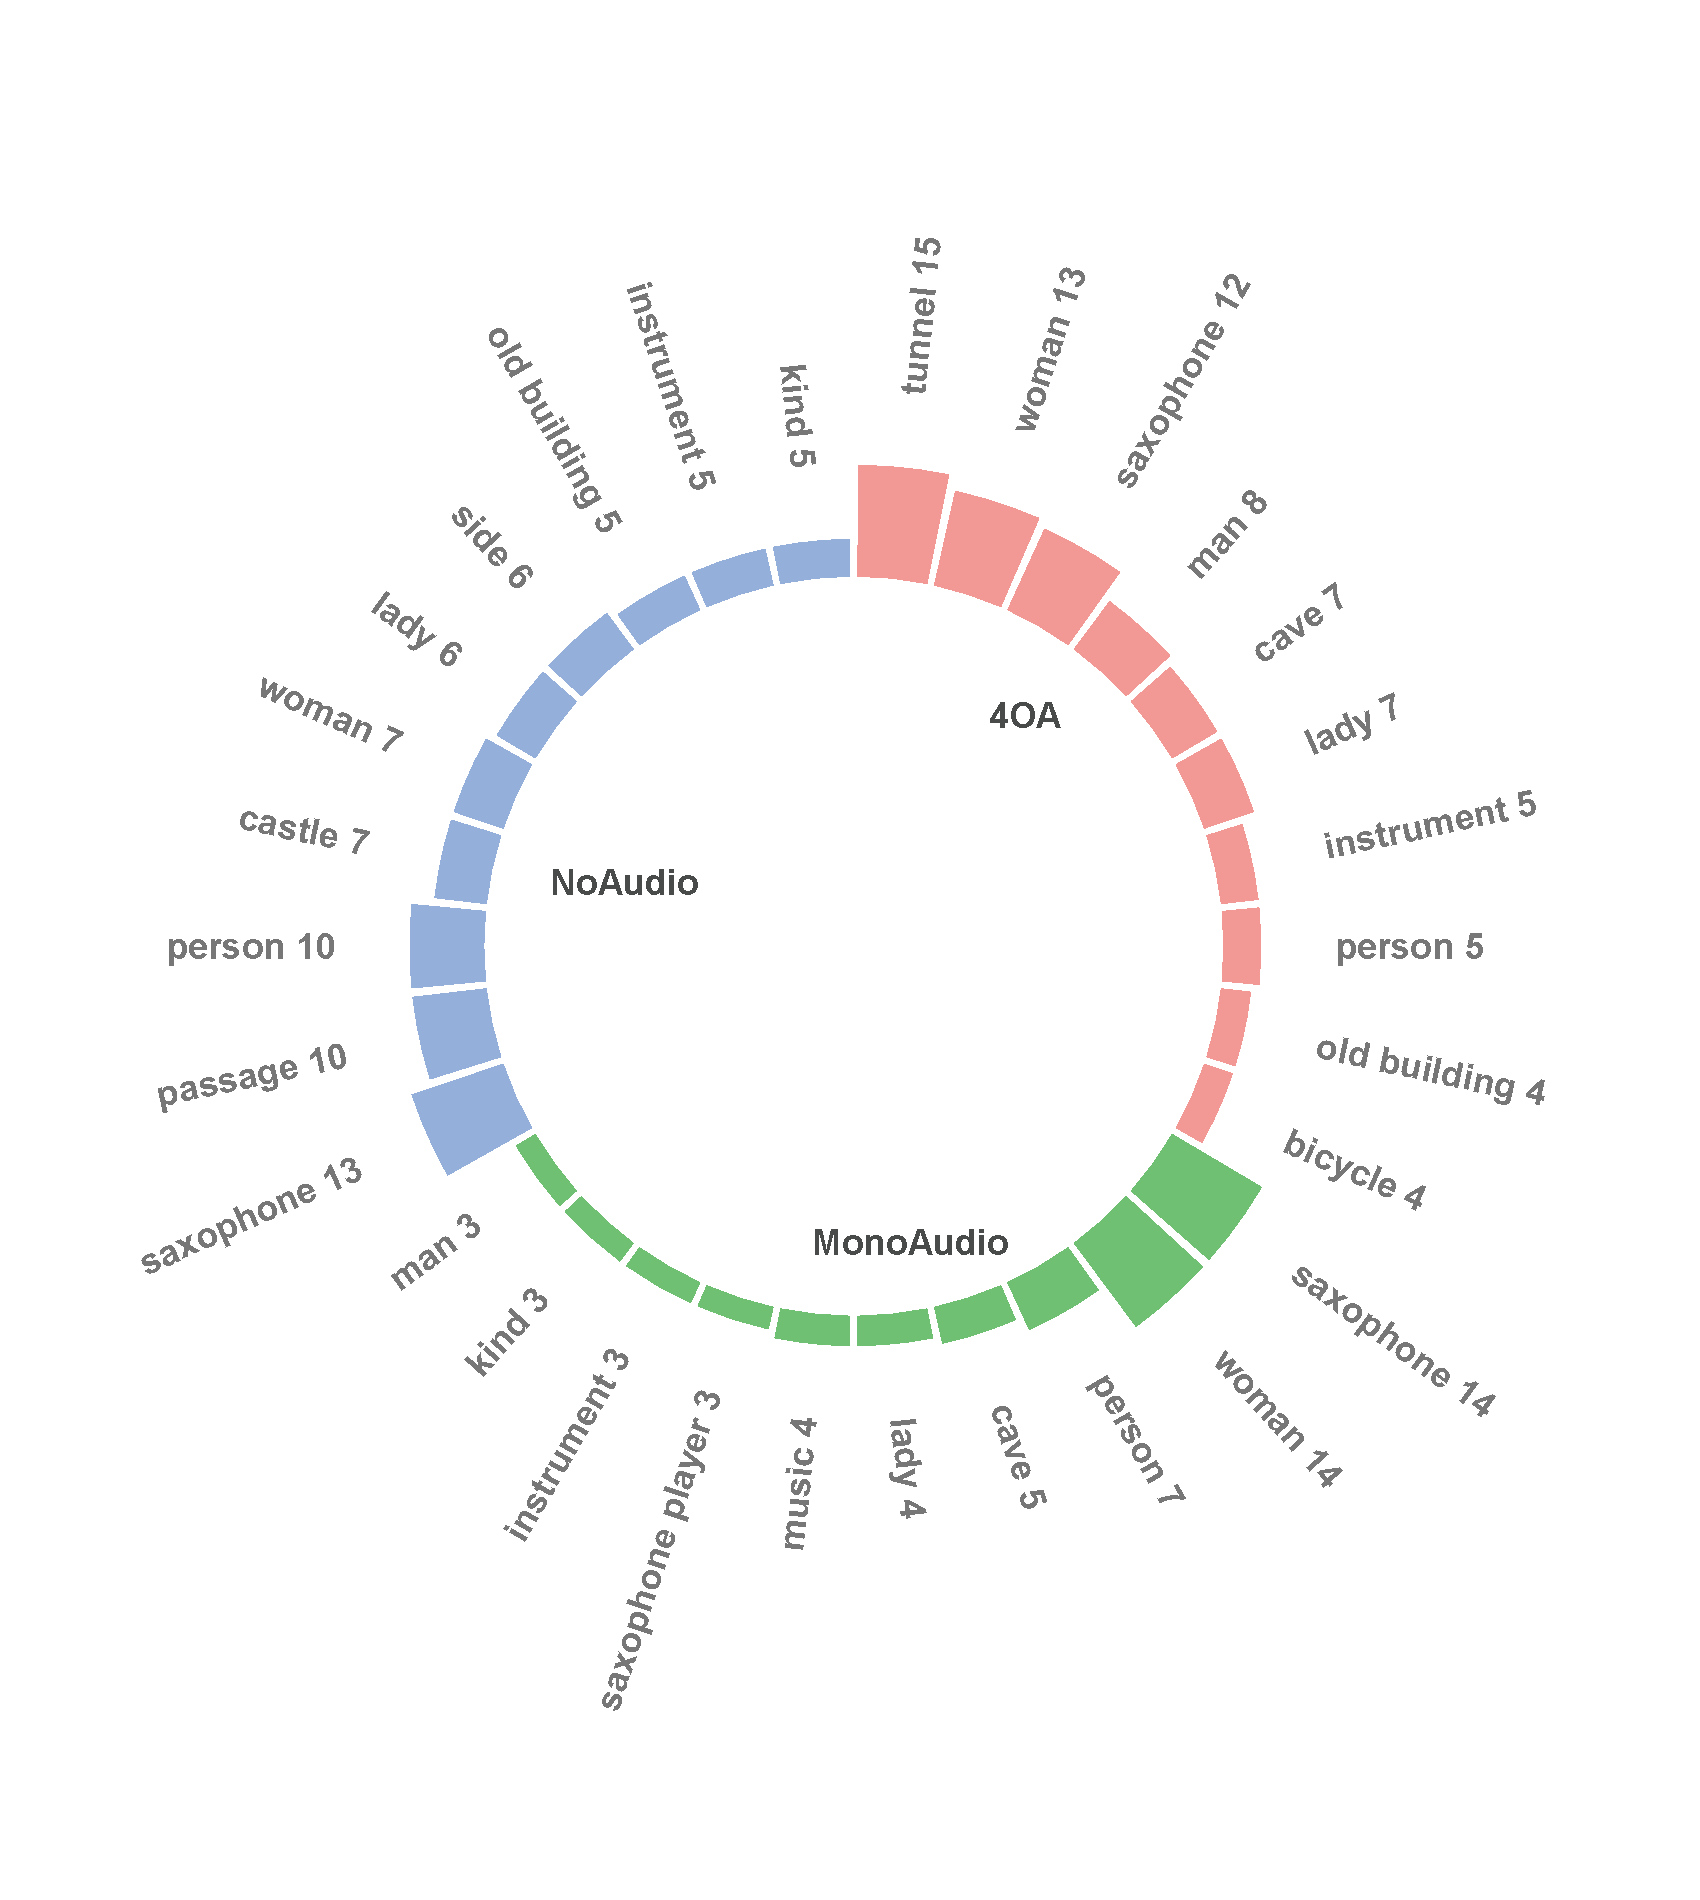 tunnel 15
woman 13
saxophone 12
man 8
cave 7
lady 7
instrument 5
person 5
old building 4
bicycle 4
saxophone 14
woman 14
person 7
cave 5
lady 4
music 4
saxophone player 3
instrument 3
kind 3
man 3
saxophone 13
passage 10
person 10
castle 7
woman 7
lady 6
side 6
old building 5
instrument 5
kind 5
4OA
NoAudio
MonoAudio